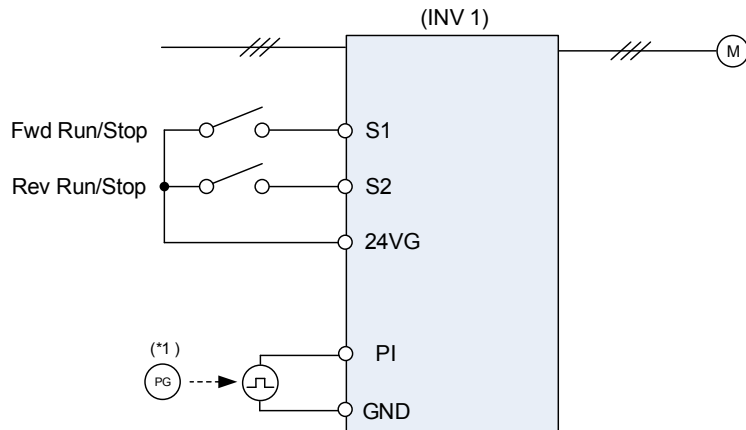 (INV 1)
M
Fwd Run/Stop
S1
Rev Run/Stop
S2
24VG
(*1 )
PG
PI
GND